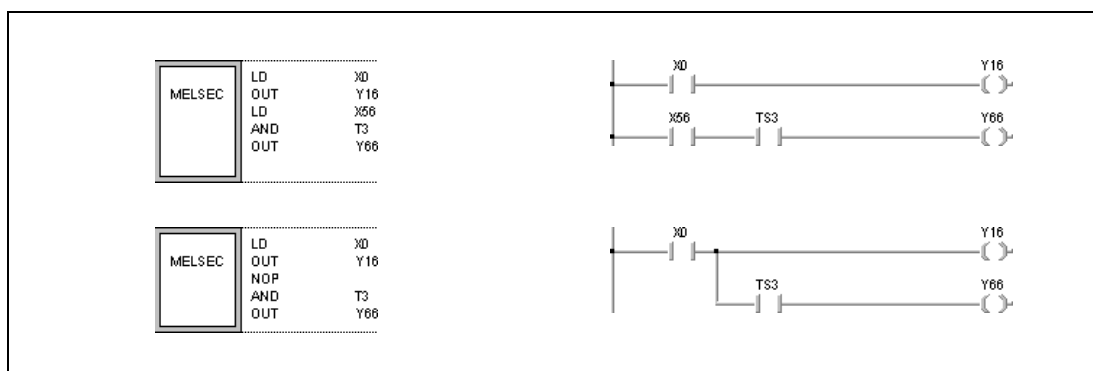 MELSEC
LD X0
OUT Y16
LD X56
AND T3
OUT Y66
X0 Y16
X56 TS3 Y66
MELSEC
LD X0
OUT Y16
NOP
AND T3
OUT Y66
X0 Y16
TS3 Y66